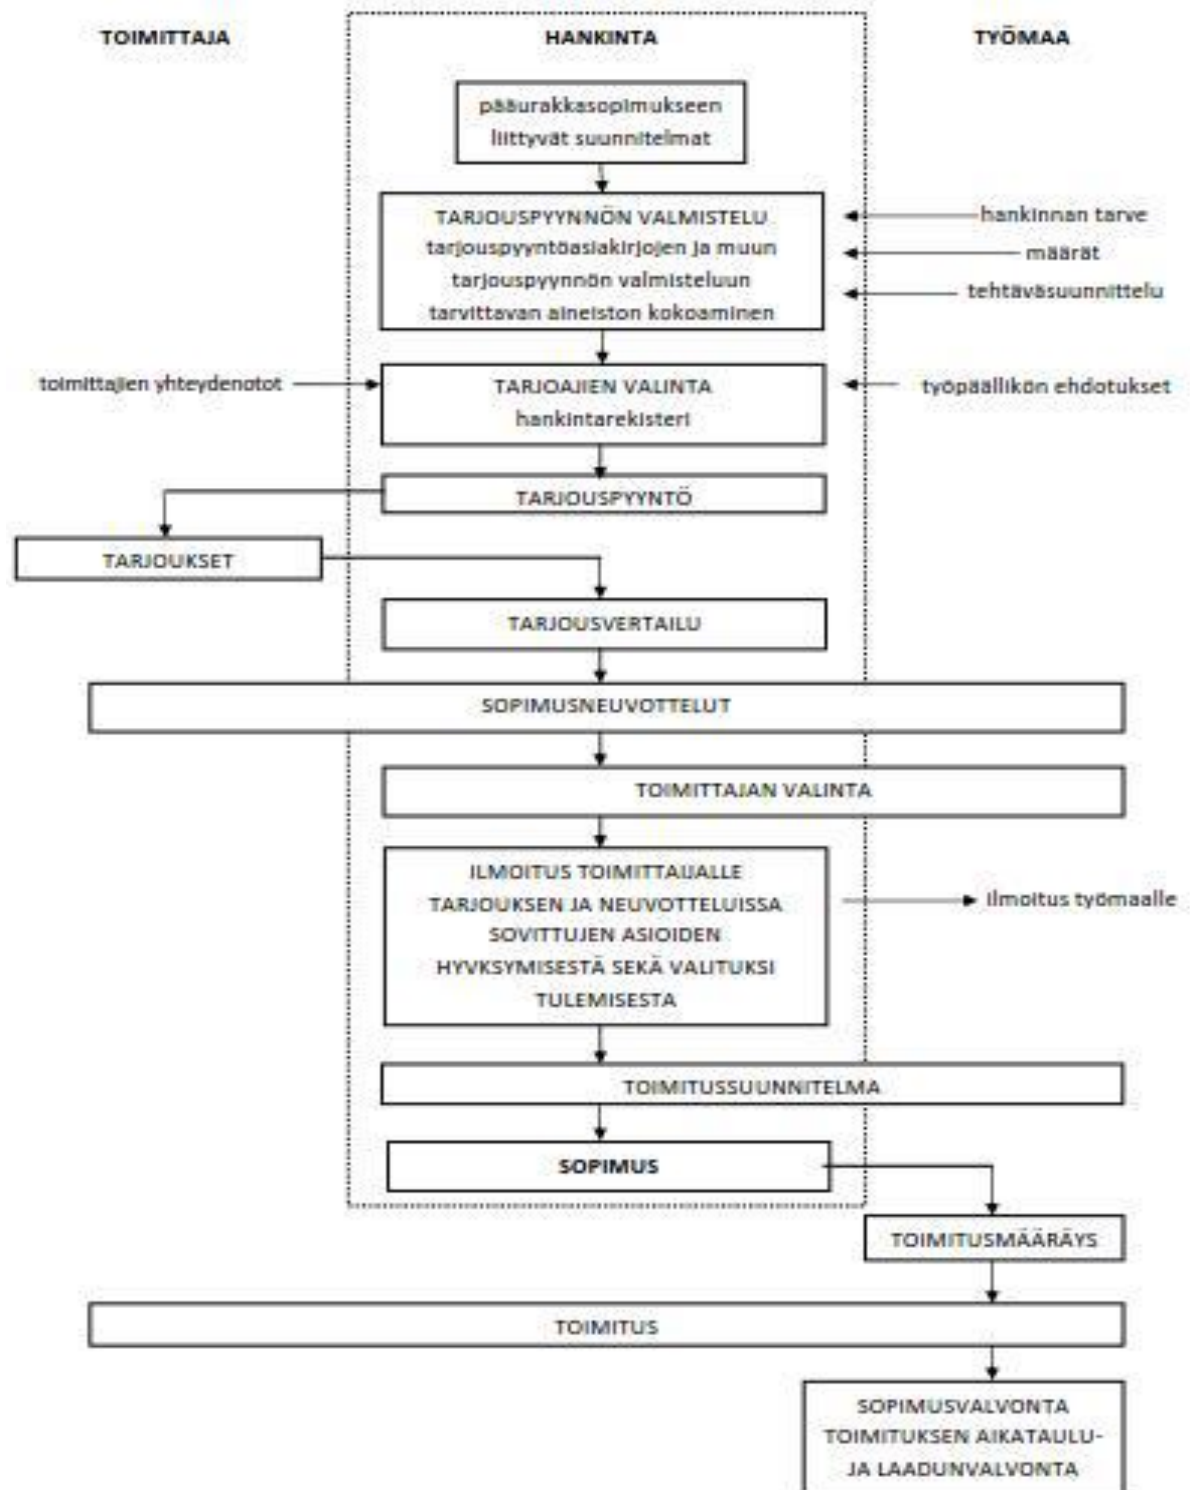 TOIMITTAJA
HANKINTA
TYÖMAA
pääurakkasopimukseen
liittyvät suunnitelmat
TARJOUSPYYNNÖN VALMISTELU
tarjouspyyntöasiakirjojen ja muun
tarjouspyynnön valmisteluun
tarvittavan aineiston kokoaminen
hankinnan tarve
määrät
tehtäväsuunnittelu
toimittajien yhteydenotot
TARJOAJIEN VALINTA
hankintarekisteri
työpäällikön ehdotukset
TARJOUSPYYNTÖ
TARJOUKSET
TARJOUSVERTAILU
SOPIMUSNEUVOTTELUT
TOIMITTAJAN VALINTA
ILMOITUS TOIMITTAIJALLE
TARJOUKSEN JA NEUVOTTELUISSA
SOVITTUJEN ASIOIDEN
HYVKSYMISESTÄ SEKÄ VALITUKSI
TULEMISESTA
ilmoitus työmaalle
TOIMITUSSUUNNITELMA
SOPIMUS
TOIMITUSMÄÄRÄYS
TOIMITUS
SOPIMUSVALVONTA
TOIMITUKSEN AIKATAULU-
JA LAADUNVALVONTA